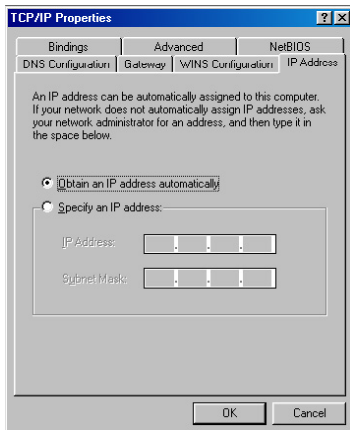 TCP/IP Properties
Bindings
Advanced
NetBIOS
DNS Configuration
Gateway
WINS Configuration
IP Address
An IP address can be automatically assigned to this computer.
If your network does not automatically assign IP addresses, ask
your network administrator for an address, and then type it in
the space below.
Obtain an IP address automatically
Specify an IP address:
IP Address:
Subnet Mask:
OK
Cancel